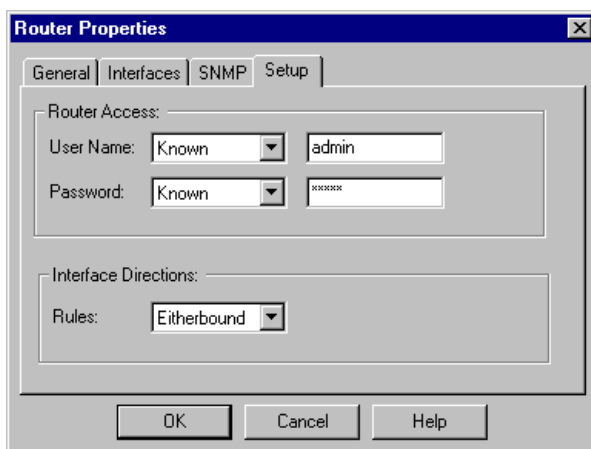 Router Properties
General Interfaces SNMP Setup
Router Access:
User Name: Known admin
Password: Known *****
Interface Directions:
Rules: Eitherbound
OK Cancel Help